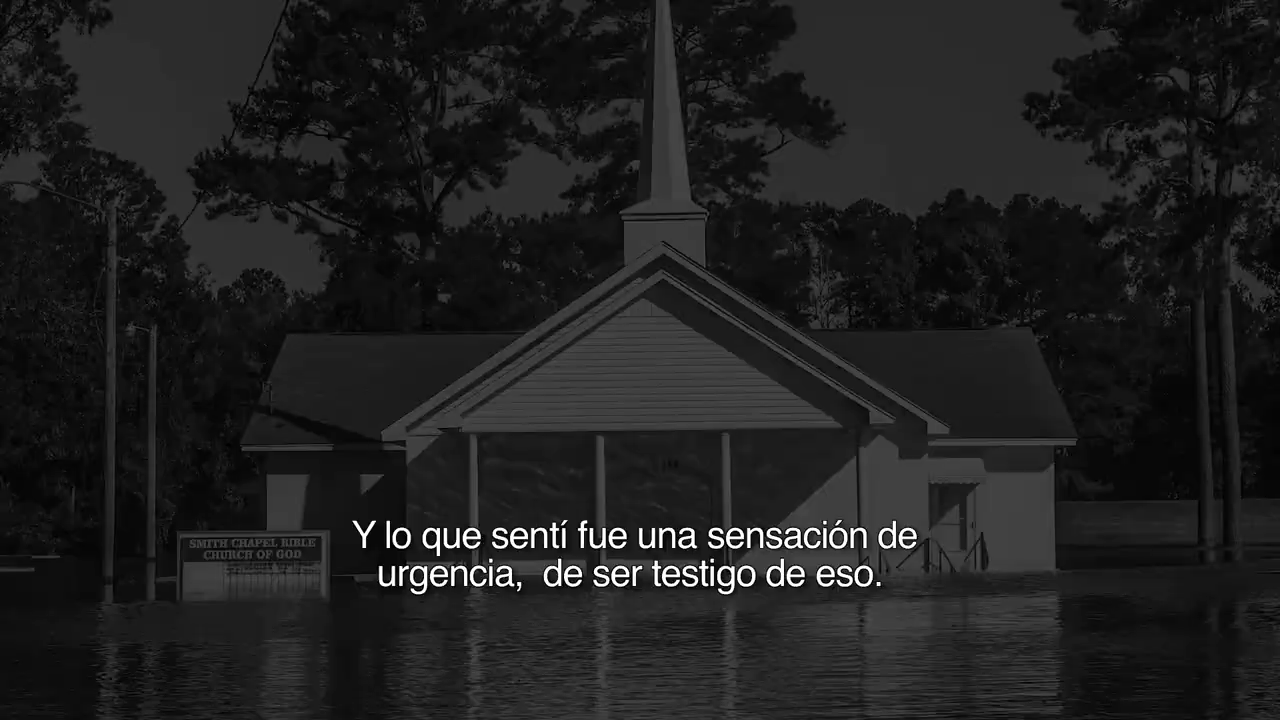 SMITH CHAPEL BIBLE
CHURCH OF GOD
Y lo que sentí fue una sensación de
urgencia,  de ser testigo de eso.